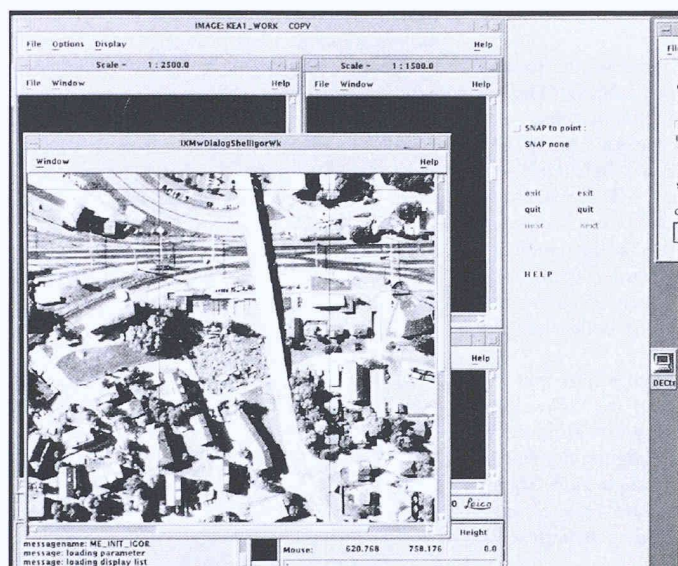 IMAGE: KEA1_WORK COPY
File Options Display Help
Scale - 1 : 2500.0
File Window Help
Scale - 1 : 1500.0
File Window Help
IKMwDialogShellIgorWk
Window Help
SNAP to point :
SNAP none
exit exit
quit quit
next next
HELP
Help
DECte
Leica
Height
Mouse: 620.768 758.176 0.0
messagename: ME_INIT_IGOR
message: loading parameter
message: loading display list